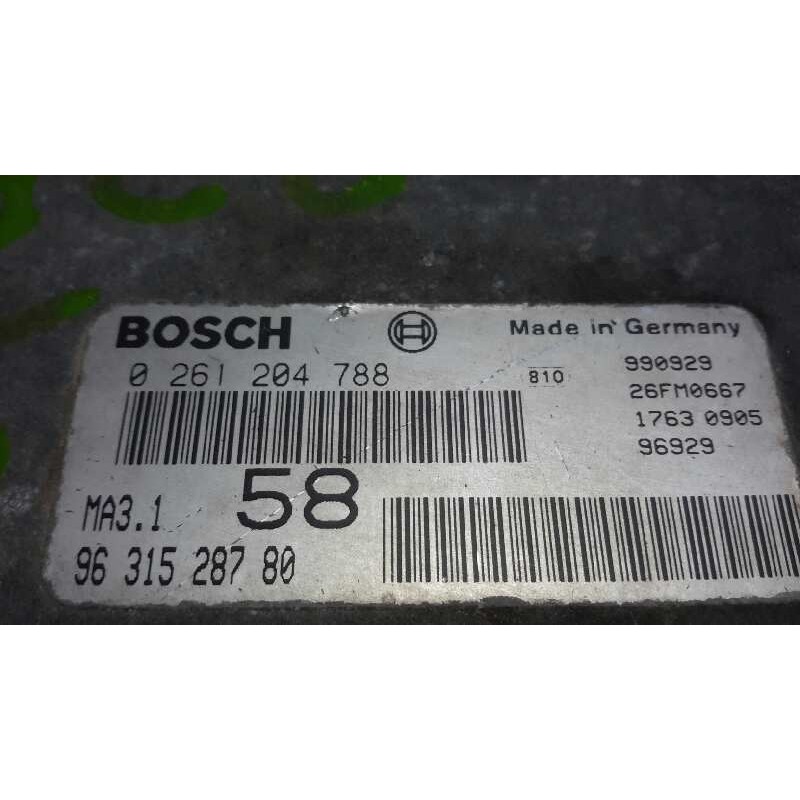 BOSCH Made in Germany
0 261 204 788 810 990929
26FM0667
1763 0905
96929
58
MA3.1
96 315 287 80